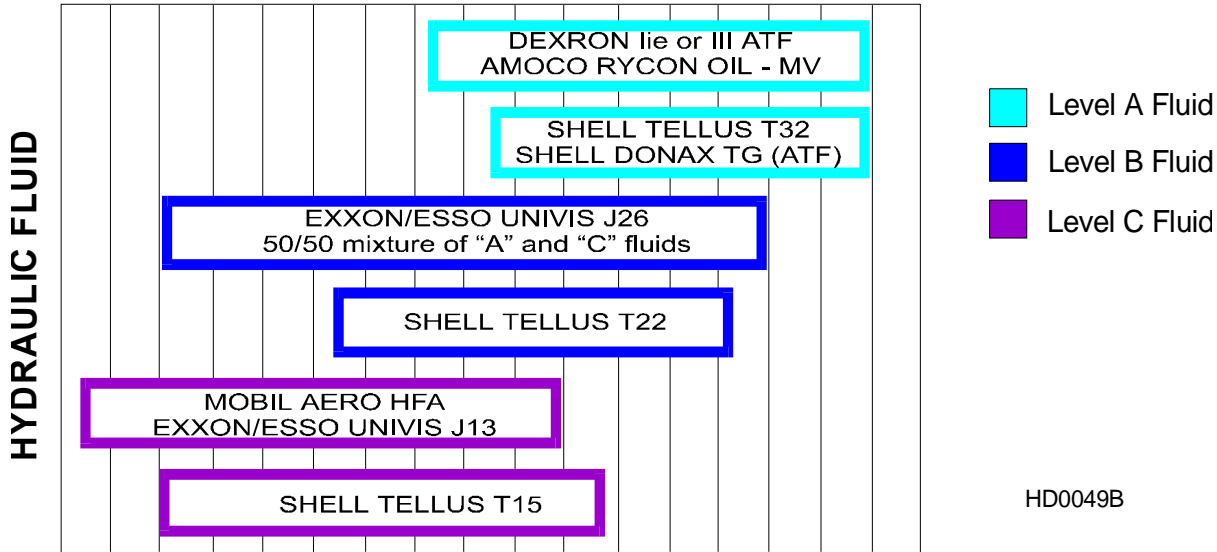 HYDRAULIC FLUID
DEXRON IIe or III ATF
AMOCO RYCON OIL - MV
SHELL TELLUS T32
SHELL DONAX TG (ATF)
EXXON/ESSO UNIVIS J26
50/50 mixture of “A” and “C” fluids
SHELL TELLUS T22
MOBIL AERO HFA
EXXON/ESSO UNIVIS J13
SHELL TELLUS T15
Level A Fluid
Level B Fluid
Level C Fluid
HD0049B